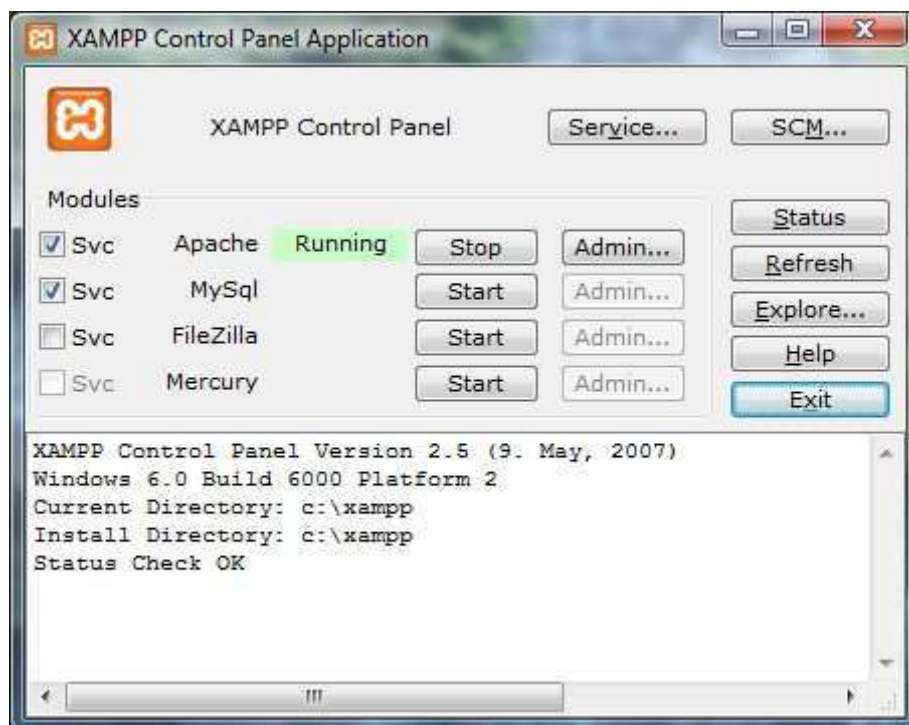 XAMPP Control Panel Application
XAMPP Control Panel Service... SCM...
Modules
Svc Apache Running Stop Admin...
Svc MySql Start Admin...
Svc FileZilla Start Admin...
Svc Mercury Start Admin...
Status
Refresh
Explore...
Help
Exit
XAMPP Control Panel Version 2.5 (9. May, 2007)
Windows 6.0 Build 6000 Platform 2
Current Directory: c:\xampp
Install Directory: c:\xampp
Status Check OK